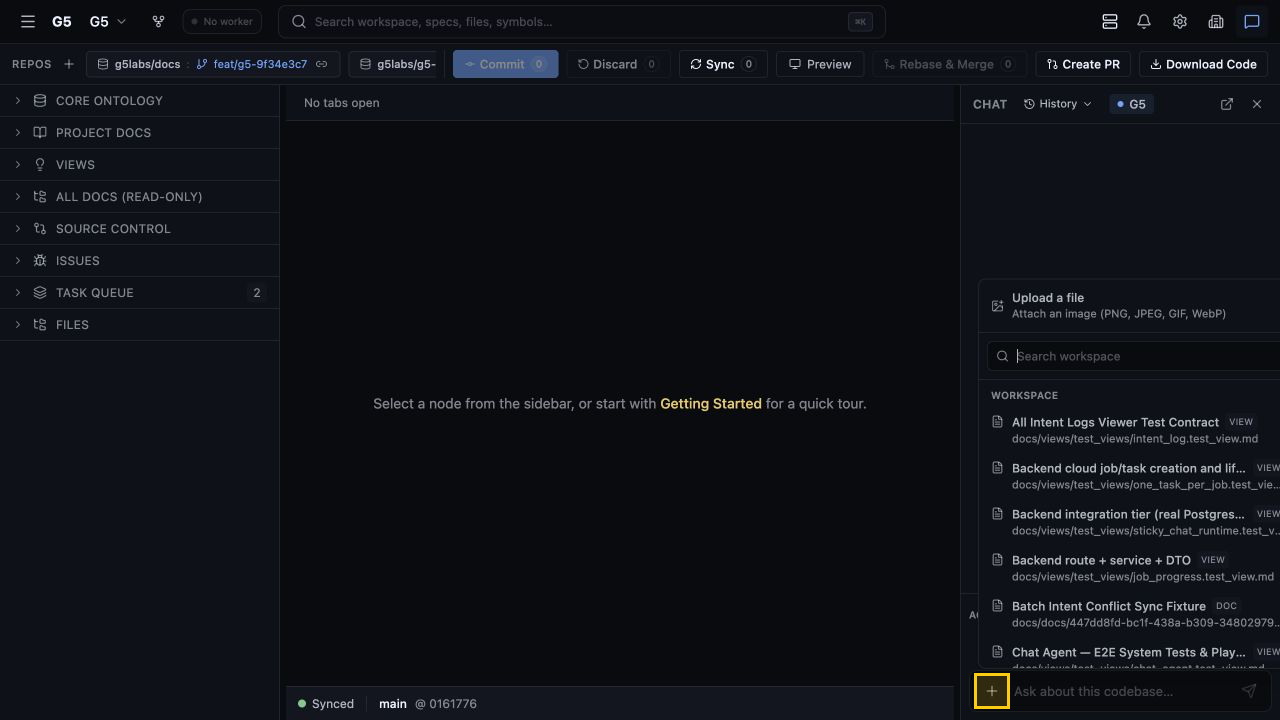 G5
G5
No worker
Search workspace, specs, files, symbols...
⌘K
REPOS
g5labs/docs : feat/g5-9f34e3c7
g5labs/g5-
Commit 0
Discard 0
Sync 0
Preview
Rebase & Merge 0
Create PR
Download Code
CORE ONTOLOGY
PROJECT DOCS
VIEWS
ALL DOCS (READ-ONLY)
SOURCE CONTROL
ISSUES
TASK QUEUE 2
FILES
No tabs open
Select a node from the sidebar, or start with Getting Started for a quick tour.
Synced
main @ 0161776
CHAT
History
G5
Upload a file
Attach an image (PNG, JPEG, GIF, WebP)
Search workspace
WORKSPACE
All Intent Logs Viewer Test Contract VIEW
docs/views/test_views/intent_log.test_view.md
Backend cloud job/task creation and lif... VIEW
docs/views/test_views/one_task_per_job.test_vie...
Backend integration tier (real Postgres... VIEW
docs/views/test_views/sticky_chat_runtime.test_v...
Backend route + service + DTO VIEW
docs/views/test_views/job_progress.test_view.md
Batch Intent Conflict Sync Fixture DOC
docs/docs/447dd8fd-bc1f-438a-b309-34802979...
Chat Agent — E2E System Tests & Play... VIEW
docs/views/test_views/chat_agent.test_view.md
Ask about this codebase...